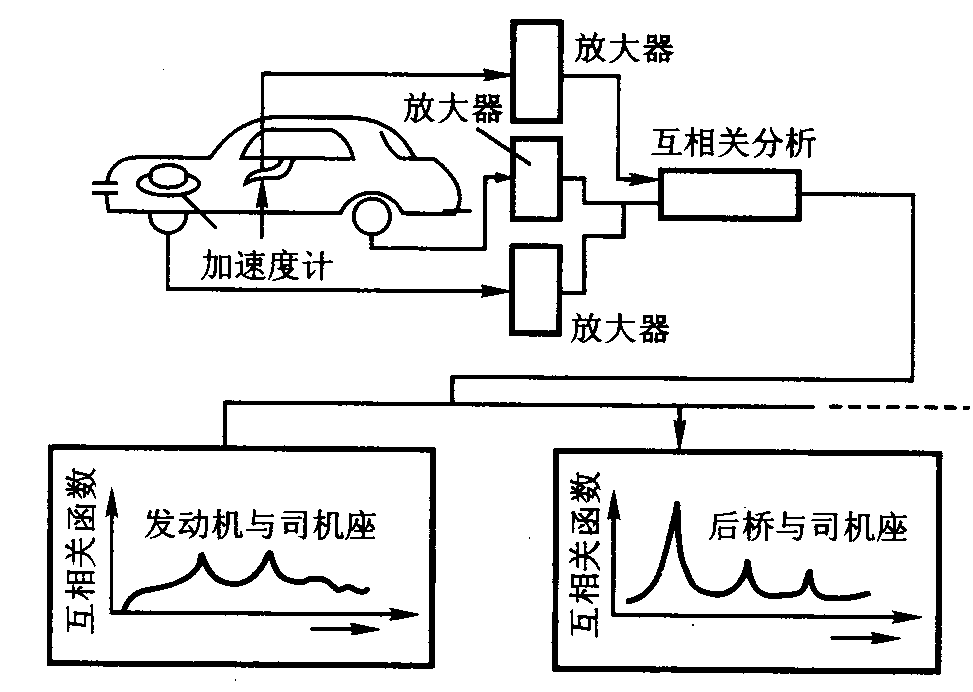 放大器
放大器
互相关分析
加速度计
放大器
互相关函数
发动机与司机座
互相关函数
后桥与司机座